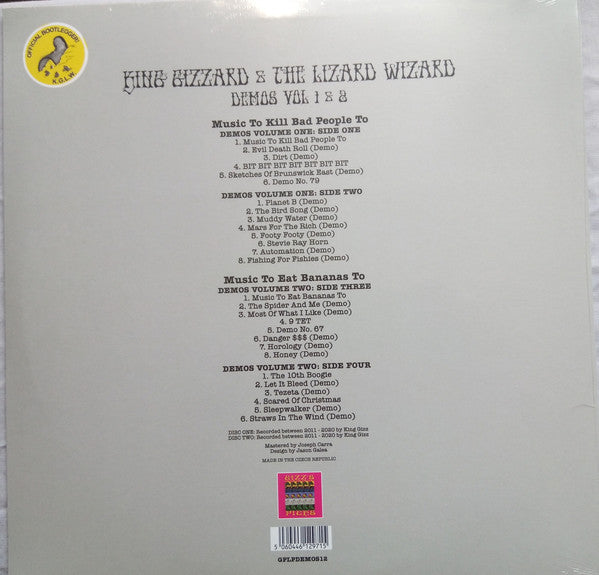 OFFICIAL BOOTLEGGER!
K.G.L.W.
KING GIZZARD & THE LIZARD WIZARD
DEMOS VOL 1 & 2
Music To Kill Bad People To
DEMOS VOLUME ONE: SIDE ONE
1. Music To Kill Bad People To
2. Evil Death Roll (Demo)
3. Dirt (Demo)
4. BIT BIT BIT BIT BIT BIT BIT
5. Sketches Of Brunswick East (Demo)
6. Demo No. 79
DEMOS VOLUME ONE: SIDE TWO
1. Planet B (Demo)
2. The Bird Song (Demo)
3. Muddy Water (Demo)
4. Mars For The Rich (Demo)
5. Footy Footy (Demo)
6. Stevie Ray Horn
7. Automation (Demo)
8. Fishing For Fishies (Demo)
Music To Eat Bananas To
DEMOS VOLUME TWO: SIDE THREE
1. Music To Eat Bananas To
2. The Spider And Me (Demo)
3. Most Of What I Like (Demo)
4. 9 TET
5. Demo No. 67
6. Danger $$$ (Demo)
7. Horology (Demo)
8. Honey (Demo)
DEMOS VOLUME TWO: SIDE FOUR
1. The 10th Boogie
2. Let It Bleed (Demo)
3. Tezeta (Demo)
4. Scared Of Christmas
5. Sleepwalker (Demo)
6. Straws In The Wind (Demo)
DISC ONE: Recorded between 2011 - 2020 by King Gizz
DISC TWO: Recorded between 2011 - 2020 by King Gizz
Mastered by Joseph Carra
Design by Jason Galea
MADE IN THE CZECH REPUBLIC
GIZZ'S
PIECES
5 060446 129715
GPLPDEMOS12